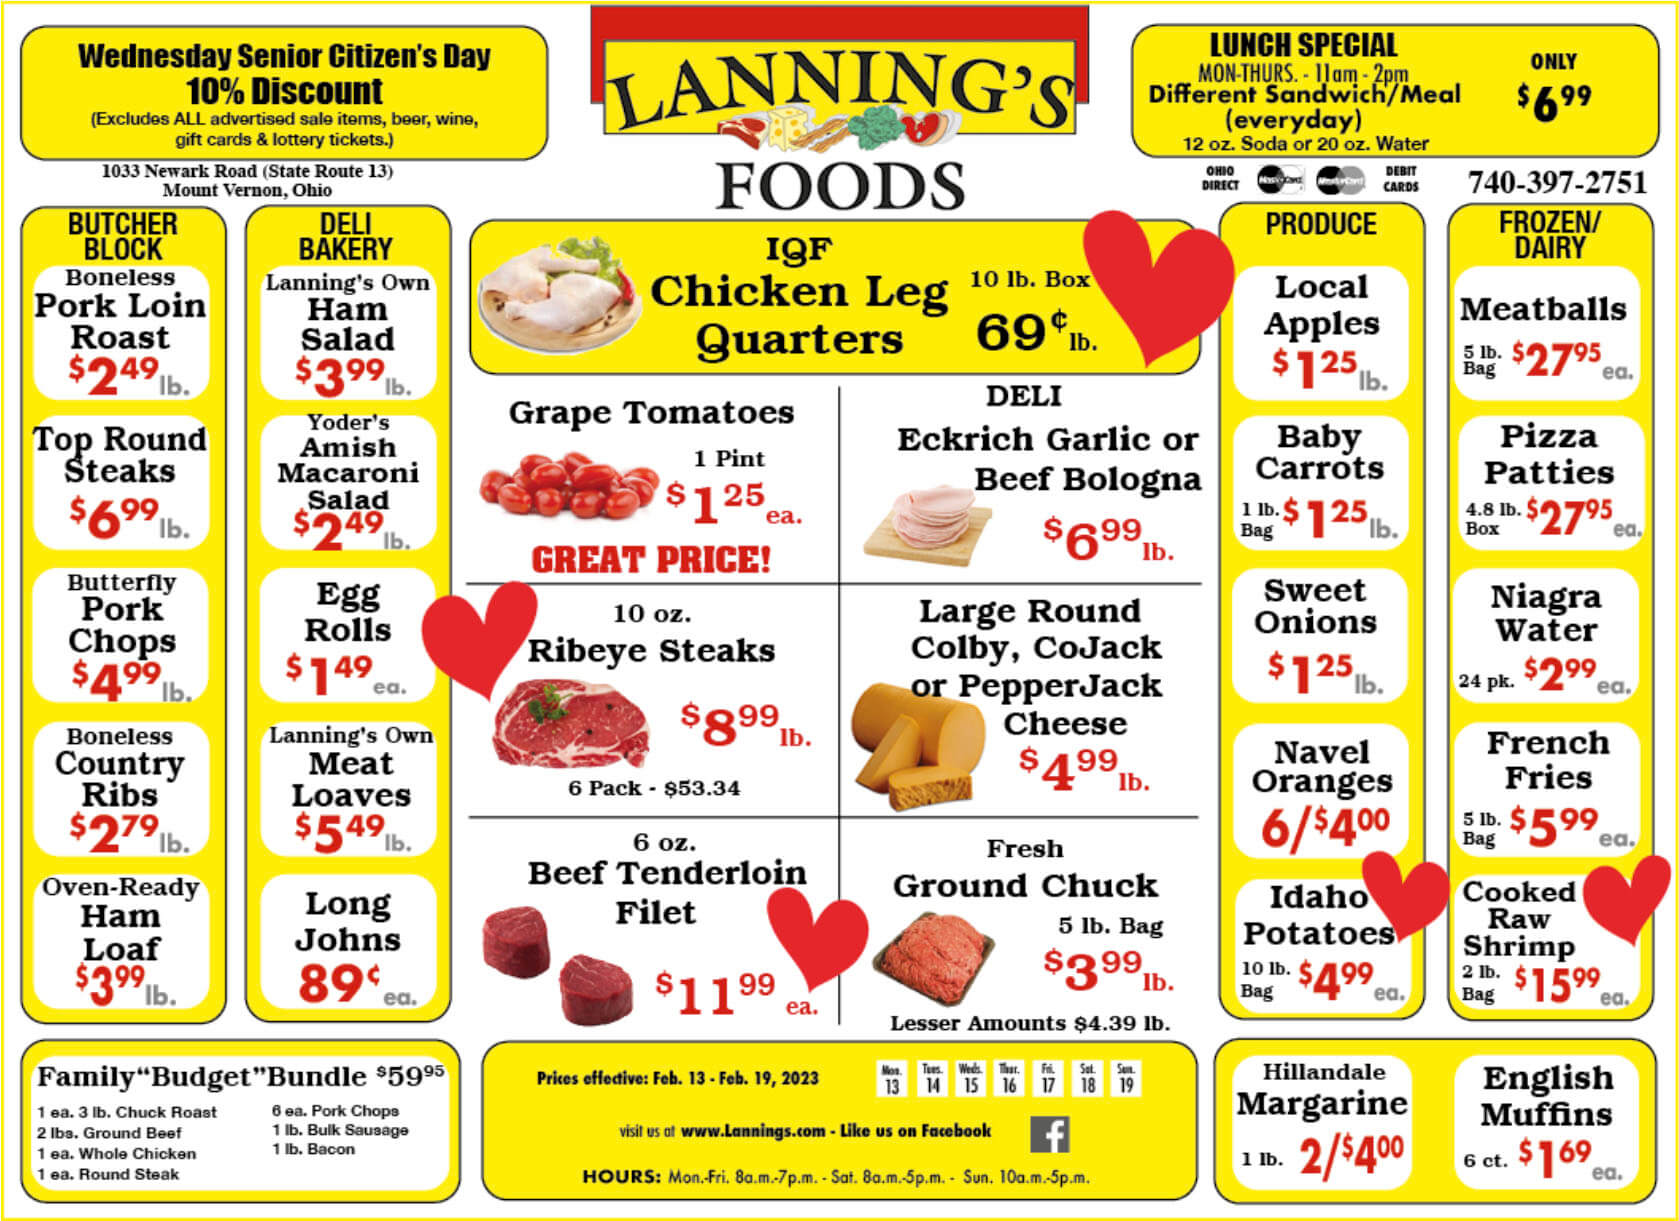 Wednesday Senior Citizen's Day
10% Discount
(Excludes ALL advertised sale items, beer, wine,
gift cards & lottery tickets.)
1033 Newark Road (State Route 13)
Mount Vernon, Ohio
LANNING'S
FOODS
LUNCH SPECIAL
MON-THURS. - 11am - 2pm
Different Sandwich/Meal
(everyday)
12 oz. Soda or 20 oz. Water
ONLY
$6.99
OHIO
DIRECT
MasterCard
MasterCard
DEBIT
CARDS
740-397-2751
BUTCHER
BLOCK
Boneless
Pork Loin
Roast
$2.49 lb.
Top Round
Steaks
$6.99 lb.
Butterfly
Pork
Chops
$4.99 lb.
Boneless
Country
Ribs
$2.79 lb.
Oven-Ready
Ham
Loaf
$3.99 lb.
DELI
BAKERY
Lanning's Own
Ham
Salad
$3.99 lb.
Yoder's
Amish
Macaroni
Salad
$2.49 lb.
Egg
Rolls
$1.49 ea.
Lanning's Own
Meat
Loaves
$5.49 lb.
Long
Johns
89¢ ea.
IQF
Chicken Leg
Quarters
10 lb. Box
69¢ lb.
Grape Tomatoes
1 Pint
$1.25 ea.
GREAT PRICE!
DELI
Eckrich Garlic or
Beef Bologna
$6.99 lb.
10 oz.
Ribeye Steaks
$8.99 lb.
6 Pack - $53.34
Large Round
Colby, CoJack
or PepperJack
Cheese
$4.99 lb.
6 oz.
Beef Tenderloin
Filet
$11.99 ea.
Fresh
Ground Chuck
5 lb. Bag
$3.99 lb.
Lesser Amounts $4.39 lb.
PRODUCE
Local
Apples
$1.25 lb.
Baby
Carrots
1 lb. Bag $1.25 lb.
Sweet
Onions
$1.25 lb.
Navel
Oranges
6/$4.00
Idaho
Potatoes
10 lb. Bag $4.99 ea.
FROZEN/
DAIRY
Meatballs
5 lb. Bag $27.95 ea.
Pizza
Patties
4.8 lb. Box $27.95 ea.
Niagra
Water
24 pk. $2.99 ea.
French
Fries
5 lb. Bag $5.99 ea.
Cooked
Raw
Shrimp
2 lb. Bag $15.99 ea.
Family "Budget" Bundle $59.95
1 ea. 3 lb. Chuck Roast
2 lbs. Ground Beef
1 ea. Whole Chicken
1 ea. Round Steak
6 ea. Pork Chops
1 lb. Bulk Sausage
1 lb. Bacon
Prices effective: Feb. 13 - Feb. 19, 2023
Mon. Tues. Weds. Thur. Fri. Sat. Sun.
13 14 15 16 17 18 19
visit us at www.Lannings.com - Like us on Facebook
f
HOURS: Mon.-Fri. 8a.m.-7p.m. - Sat. 8a.m.-5p.m. - Sun. 10a.m.-5p.m.
Hillandale
Margarine
1 lb. 2/$4.00
English
Muffins
6 ct. $1.69 ea.